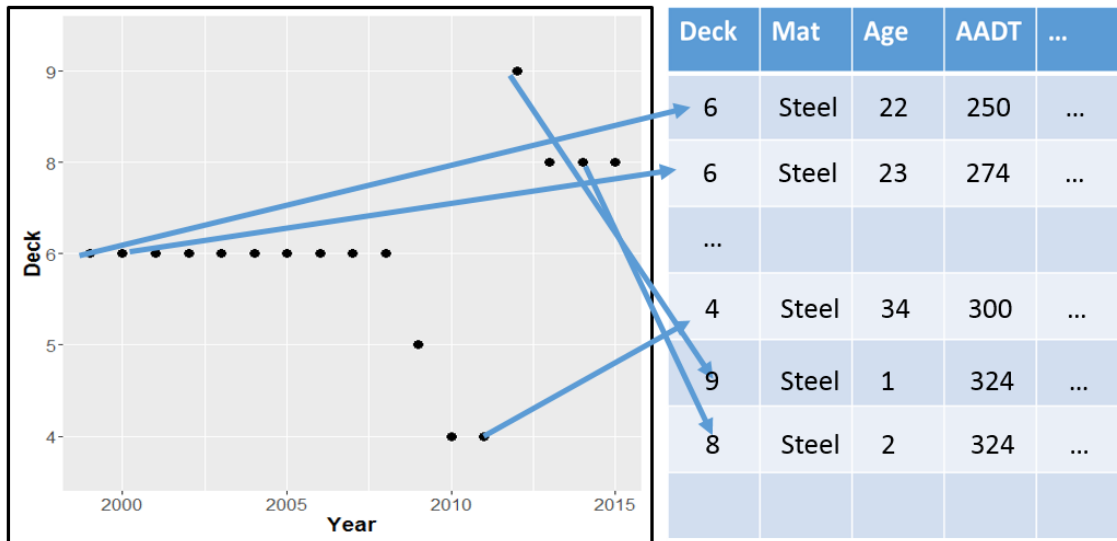 9
8
6
5
4
Deck
2000 2005 2010 2015
Year
Deck Mat Age AADT ...
6 Steel 22 250 ...
6 Steel 23 274 ...
...
4 Steel 34 300 ...
9 Steel 1 324 ...
8 Steel 2 324 ...